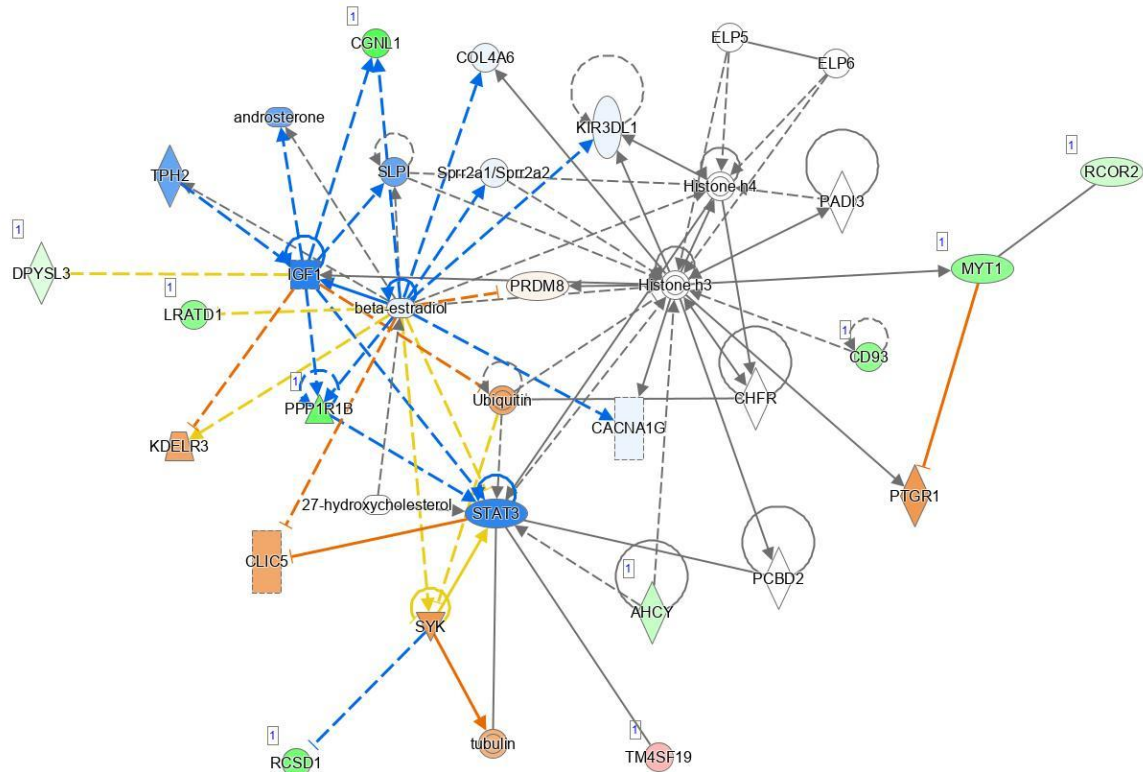 1
CGNL1
COL4A6
ELP5
ELP6
androsterone
KIR3DL1
1
RCOR2
TPH2
SLPI
Sprr2a1/Sprr2a2
Histone h4
PADI3
1
DPYSL3
IGF1
PRDM8
Histone h3
1
MYT1
1
LRATD1
beta-estradiol
1
CD93
1
PPP1R1B
Ubiquitin
CACNA1G
CHFR
KDELR3
27-hydroxycholesterol
STAT3
PTGR1
CLIC5
PCBD2
1
AHCY
SYK
1
RCSD1
tubulin
1
TM4SF19